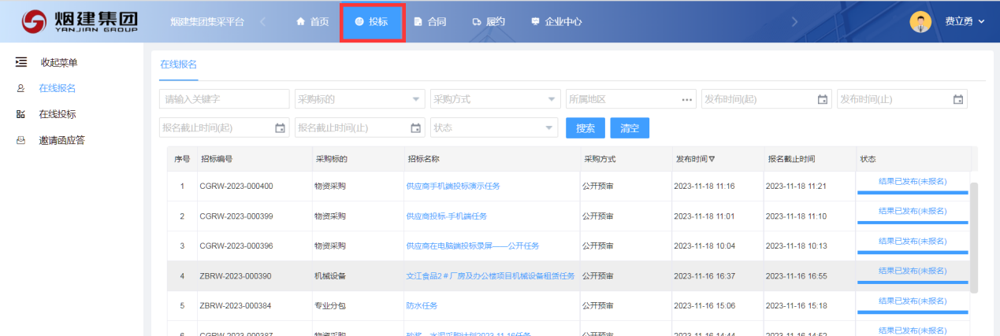 烟建集团 YANJIAN GROUP 烟建集团集采平台 首页 投标 合同 履约 企业中心 费立勇
收起菜单
在线报名
在线投标
邀请函应答
在线报名
请输入关键字 采购标的 采购方式 所属地区 发布时间(起) 发布时间(止)
报名截止时间(起) 报名截止时间(止) 状态 搜索 清空
序号 招标编号 采购标的 招标名称 采购方式 发布时间 报名截止时间 状态
1 CGRW-2023-000400 物资采购 供应商手机端投标演示任务 公开预审 2023-11-18 11:16 2023-11-18 11:21 结果已发布(未报名)
2 CGRW-2023-000399 物资采购 供应商投标-手机端任务 公开预审 2023-11-18 11:01 2023-11-18 11:10 结果已发布(未报名)
3 CGRW-2023-000396 物资采购 供应商在电脑端投标录屏——公开任务 公开预审 2023-11-18 10:04 2023-11-18 10:13 结果已发布(未报名)
4 ZBRW-2023-000390 机械设备 文江食品2＃厂房及办公楼项目机械设备租赁任务 公开预审 2023-11-16 16:37 2023-11-16 16:55 结果已发布(未报名)
5 ZBRW-2023-000384 专业分包 防水任务 公开预审 2023-11-16 15:06 2023-11-16 15:18 结果已发布(未报名)
6 CGRW-2023-000387 物资采购 砂浆、水泥采购计划2023-11-16任务 公开预审 2023-11-16 14:44 2023-11-16 14:52 结果已发布(未报名)